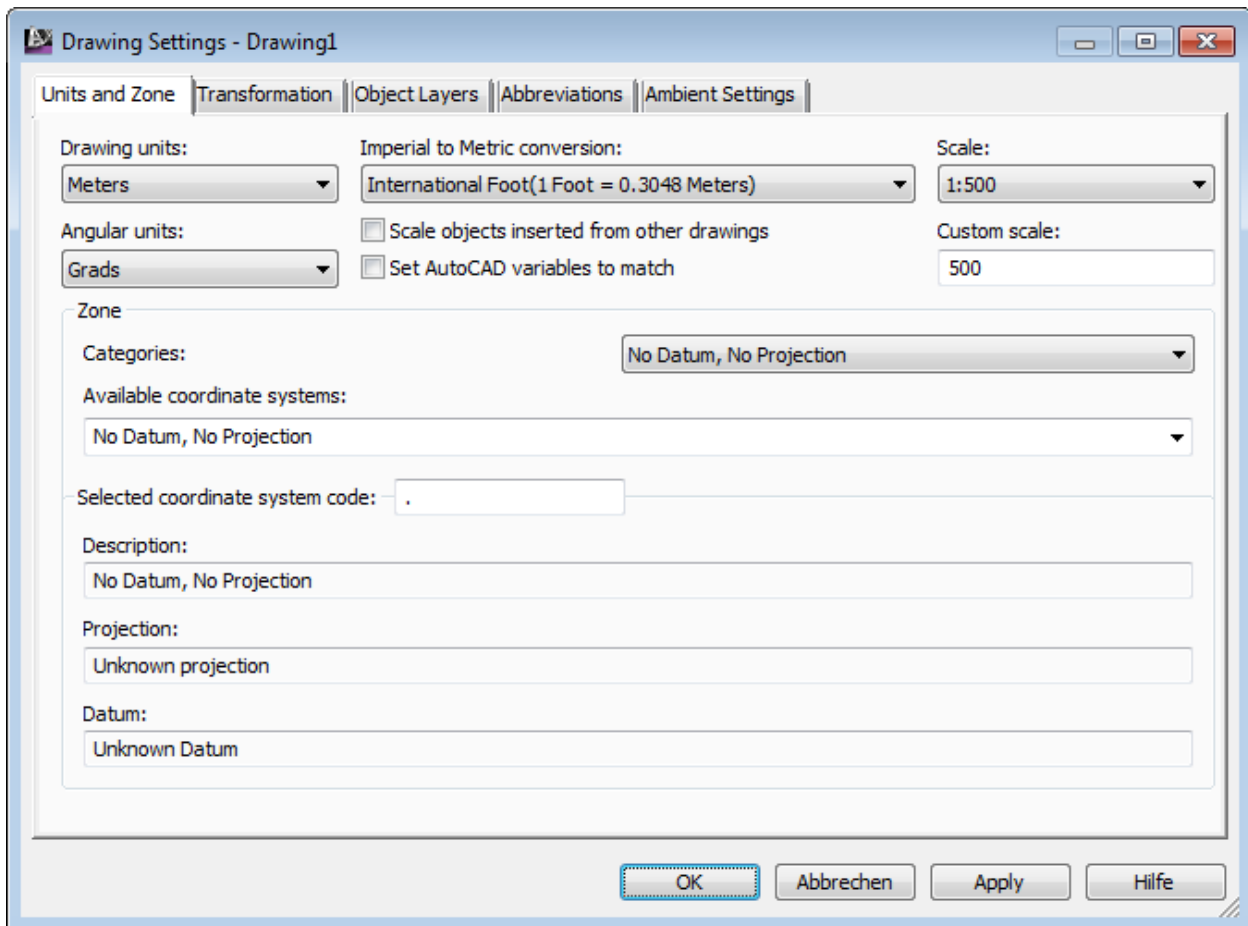 Drawing Settings - Drawing1
Units and Zone Transformation Object Layers Abbreviations Ambient Settings
Drawing units: Imperial to Metric conversion: Scale:
Meters International Foot(1 Foot = 0.3048 Meters) 1:500
Angular units: Scale objects inserted from other drawings Custom scale:
Grads Set AutoCAD variables to match 500
Zone
Categories: No Datum, No Projection
Available coordinate systems:
No Datum, No Projection
Selected coordinate system code: .
Description:
No Datum, No Projection
Projection:
Unknown projection
Datum:
Unknown Datum
OK Abbrechen Apply Hilfe